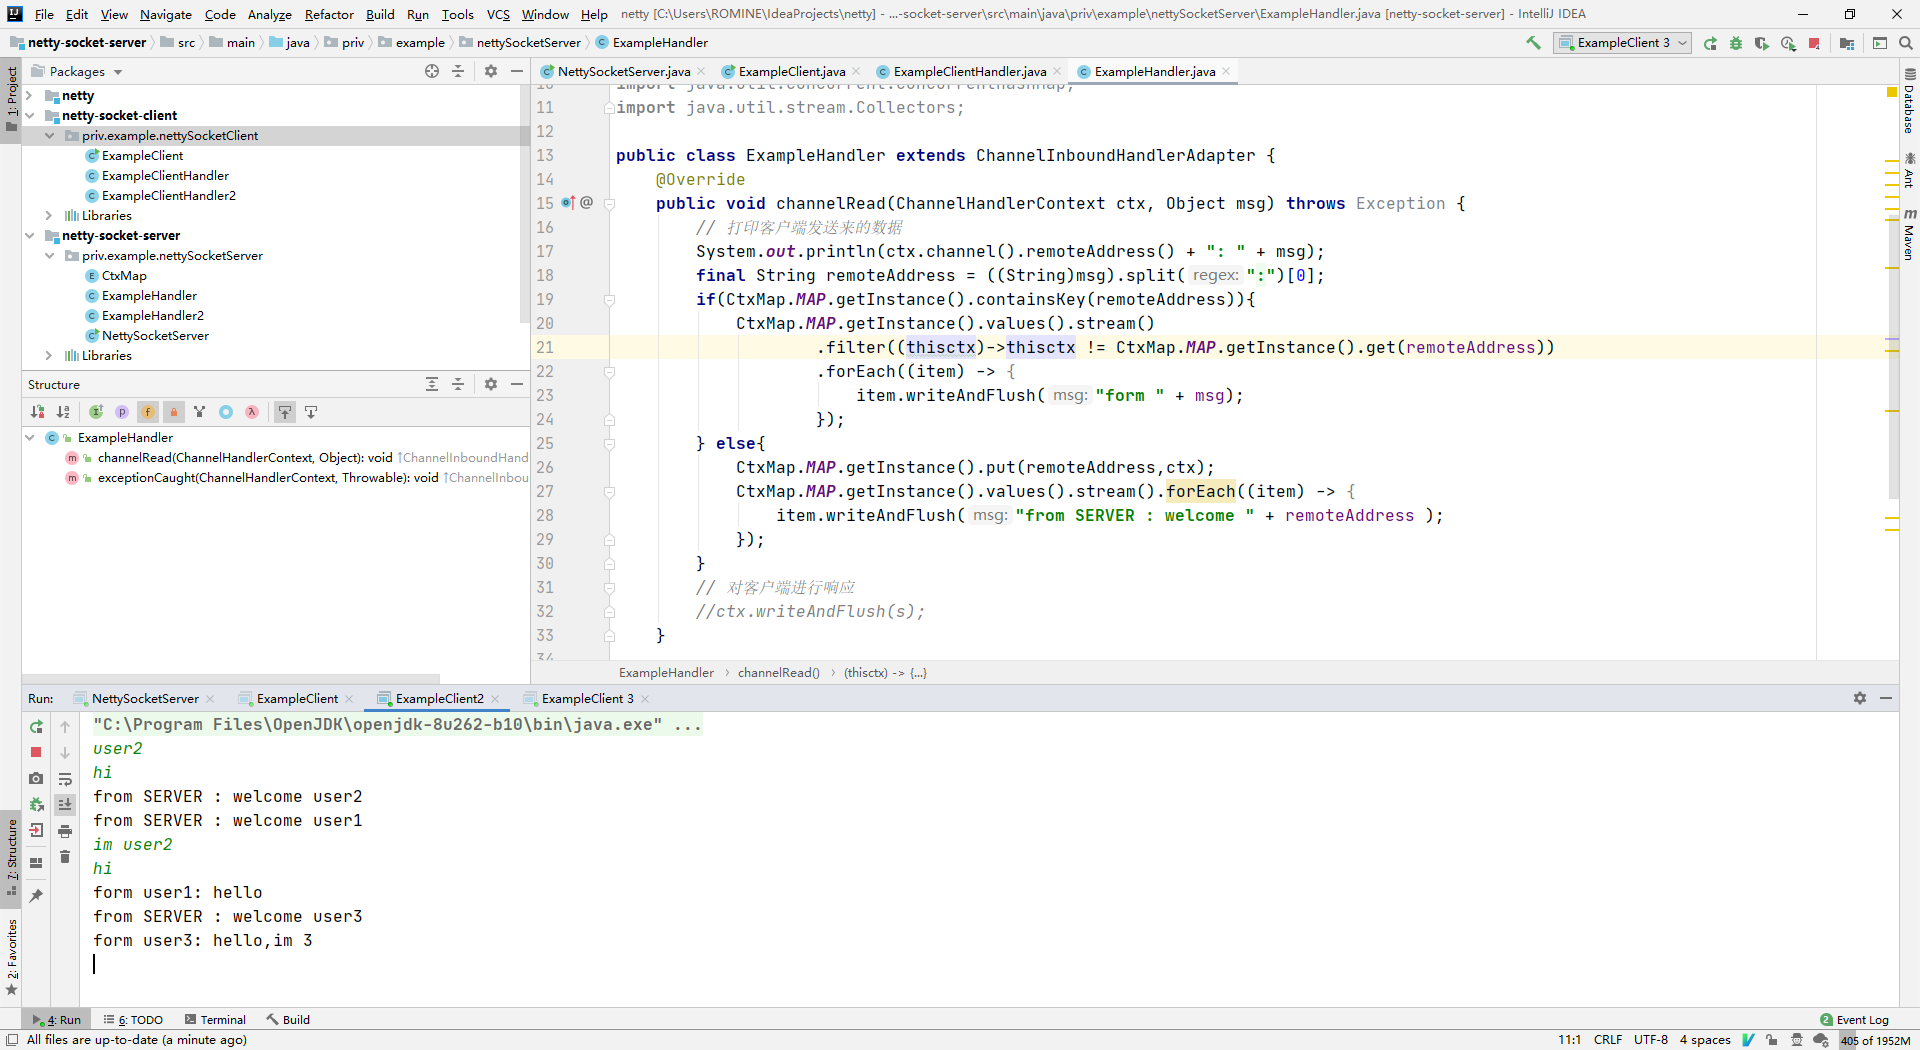 File Edit View Navigate Code Analyze Refactor Build Run Tools VCS Window Help netty [C:\Users\ROMINE\IdeaProjects\netty] - ...-socket-server\src\main\java\priv\example\nettySocketServer\ExampleHandler.java [netty-socket-server] - IntelliJ IDEA
netty-socket-server src main java priv example nettySocketServer ExampleHandler
ExampleClient 3
1: Project
Packages
netty
netty-socket-client
priv.example.nettySocketClient
ExampleClient
ExampleClientHandler
ExampleClientHandler2
Libraries
netty-socket-server
priv.example.nettySocketServer
CtxMap
ExampleHandler
ExampleHandler2
NettySocketServer
Libraries
Structure
ExampleHandler
channelRead(ChannelHandlerContext, Object): void ↑ChannelInboundHand
exceptionCaught(ChannelHandlerContext, Throwable): void ↑ChannelInbou
NettySocketServer.java ExampleClient.java ExampleClientHandler.java ExampleHandler.java
10 import java.util.concurrent.ConcurrentHashMap;
11 import java.util.stream.Collectors;
12
13 public class ExampleHandler extends ChannelInboundHandlerAdapter {
14 @Override
15 @ public void channelRead(ChannelHandlerContext ctx, Object msg) throws Exception {
16 // 打印客户端发送来的数据
17 System.out.println(ctx.channel().remoteAddress() + ": " + msg);
18 final String remoteAddress = ((String)msg).split( regex: ":")[0];
19 if(CtxMap.MAP.getInstance().containsKey(remoteAddress)){
20 CtxMap.MAP.getInstance().values().stream()
21 .filter((thisctx)->thisctx != CtxMap.MAP.getInstance().get(remoteAddress))
22 .forEach((item) -> {
23 item.writeAndFlush( msg: "form " + msg);
24 });
25 } else{
26 CtxMap.MAP.getInstance().put(remoteAddress,ctx);
27 CtxMap.MAP.getInstance().values().stream().forEach((item) -> {
28 item.writeAndFlush( msg: "from SERVER : welcome " + remoteAddress );
29 });
30 }
31 // 对客户端进行响应
32 //ctx.writeAndFlush(s);
33 }
34
ExampleHandler channelRead() (thisctx) -> {...}
Database
Ant
Maven
Run: NettySocketServer ExampleClient ExampleClient2 ExampleClient 3
"C:\Program Files\OpenJDK\openjdk-8u262-b10\bin\java.exe" ...
user2
hi
from SERVER : welcome user2
from SERVER : welcome user1
im user2
hi
form user1: hello
from SERVER : welcome user3
form user3: hello,im 3
7: Structure
2: Favorites
4: Run 6: TODO Terminal Build 2 Event Log
All files are up-to-date (a minute ago) 11:1 CRLF UTF-8 4 spaces 405 of 1952M